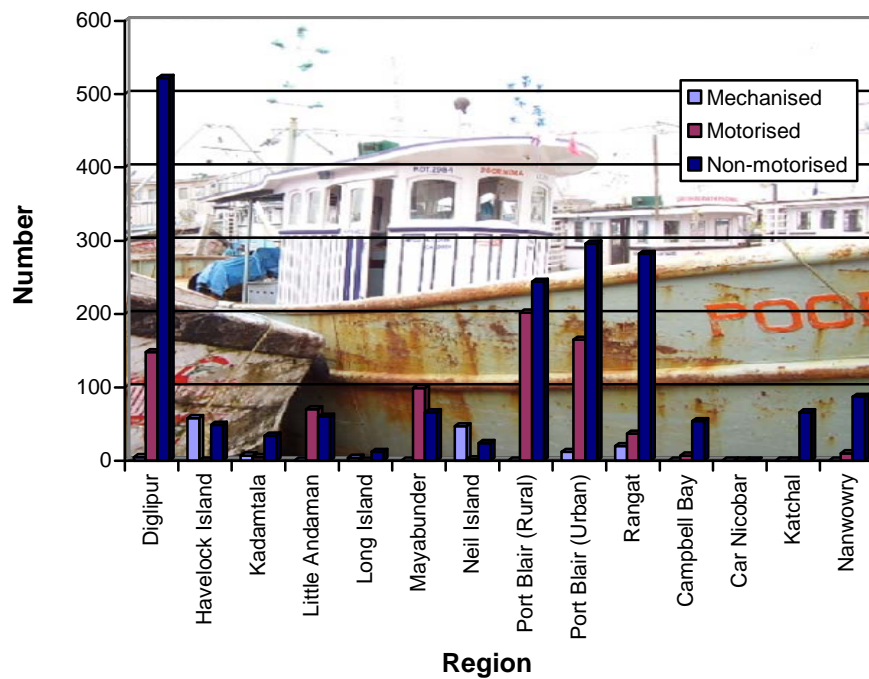 600
500
400
300
200
100
0
Number
Mechanised
Motorised
Non-motorised
POOR NOMA
POO
Diglipur
Havelock Island
Kadamtala
Little Andaman
Long Island
Mayabunder
Neil Island
Port Blair (Rural)
Port Blair (Urban)
Rangat
Campbell Bay
Car Nicobar
Katchal
Nanwowry
Region